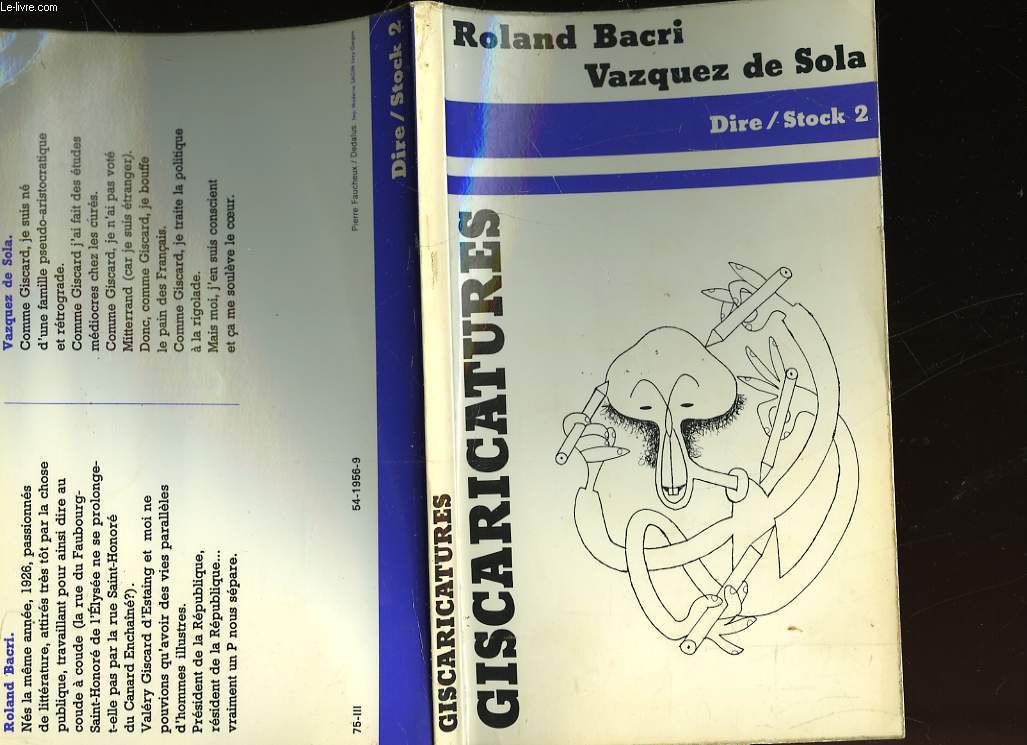 Le-livre.com
Roland Bacri
Vazquez de Sola
Dire / Stock 2
GISCARICATURES
GISCARICATURES
Dire / Stock 2
Roland Bacri.
Nés la même année, 1926, passionnés
de littérature, attirés très tôt par la chose
publique, travaillant pour ainsi dire au
coude à coude (la rue du Faubourg-
Saint-Honoré de l'Élysée ne se prolonge-
t-elle pas par la rue Saint-Honoré
du Canard Enchaîné?).
Valéry Giscard d'Estaing et moi ne
pouvions qu'avoir des vies parallèles
d'hommes illustres.
Président de la République,
résident de la République...
vraiment un P nous sépare.
Vazquez de Sola.
Comme Giscard, je suis né
d'une famille pseudo-aristocratique
et rétrograde.
Comme Giscard j'ai fait des études
médiocres chez les curés.
Comme Giscard, je n'ai pas voté
Mitterrand (car je suis étranger).
Donc, comme Giscard, je bouffe
le pain des Français.
Comme Giscard, je traite la politique
à la rigolade.
Mais moi, j'en suis conscient
et ça me soulève le cœur.
75-III
54-1956-9
Pierre Faucheux / Dedalus